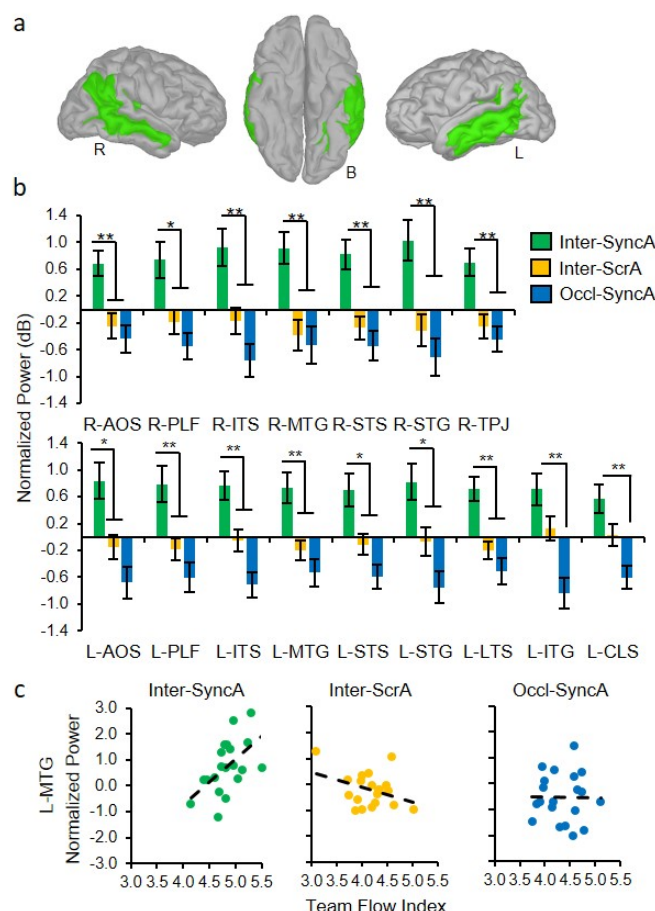 a
R
B
L
b
** * ** ** ** ** **
Inter-SyncA
Inter-ScrA
Occl-SyncA
Normalized Power (dB)
1.4
1.0
0.6
0.2
-0.2
-0.6
-1.0
-1.4
R-AOS R-PLF R-ITS R-MTG R-STS R-STG R-TPJ
1.4
* ** ** ** * * ** ** **
0.8
0.2
-0.2
-0.6
-1.0
-1.4
L-AOS L-PLF L-ITS L-MTG L-STS L-STG L-LTS L-ITG L-CLS
c
Inter-SyncA Inter-ScrA Occl-SyncA
L-MTG
Normalized Power
3.0
2.0
1.0
0.0
-1.0
-2.0
-3.0
3.0 3.5 4.0 4.5 5.0 5.5 3.0 3.5 4.0 4.5 5.0 5.5 3.0 3.5 4.0 4.5 5.0 5.5
Team Flow Index